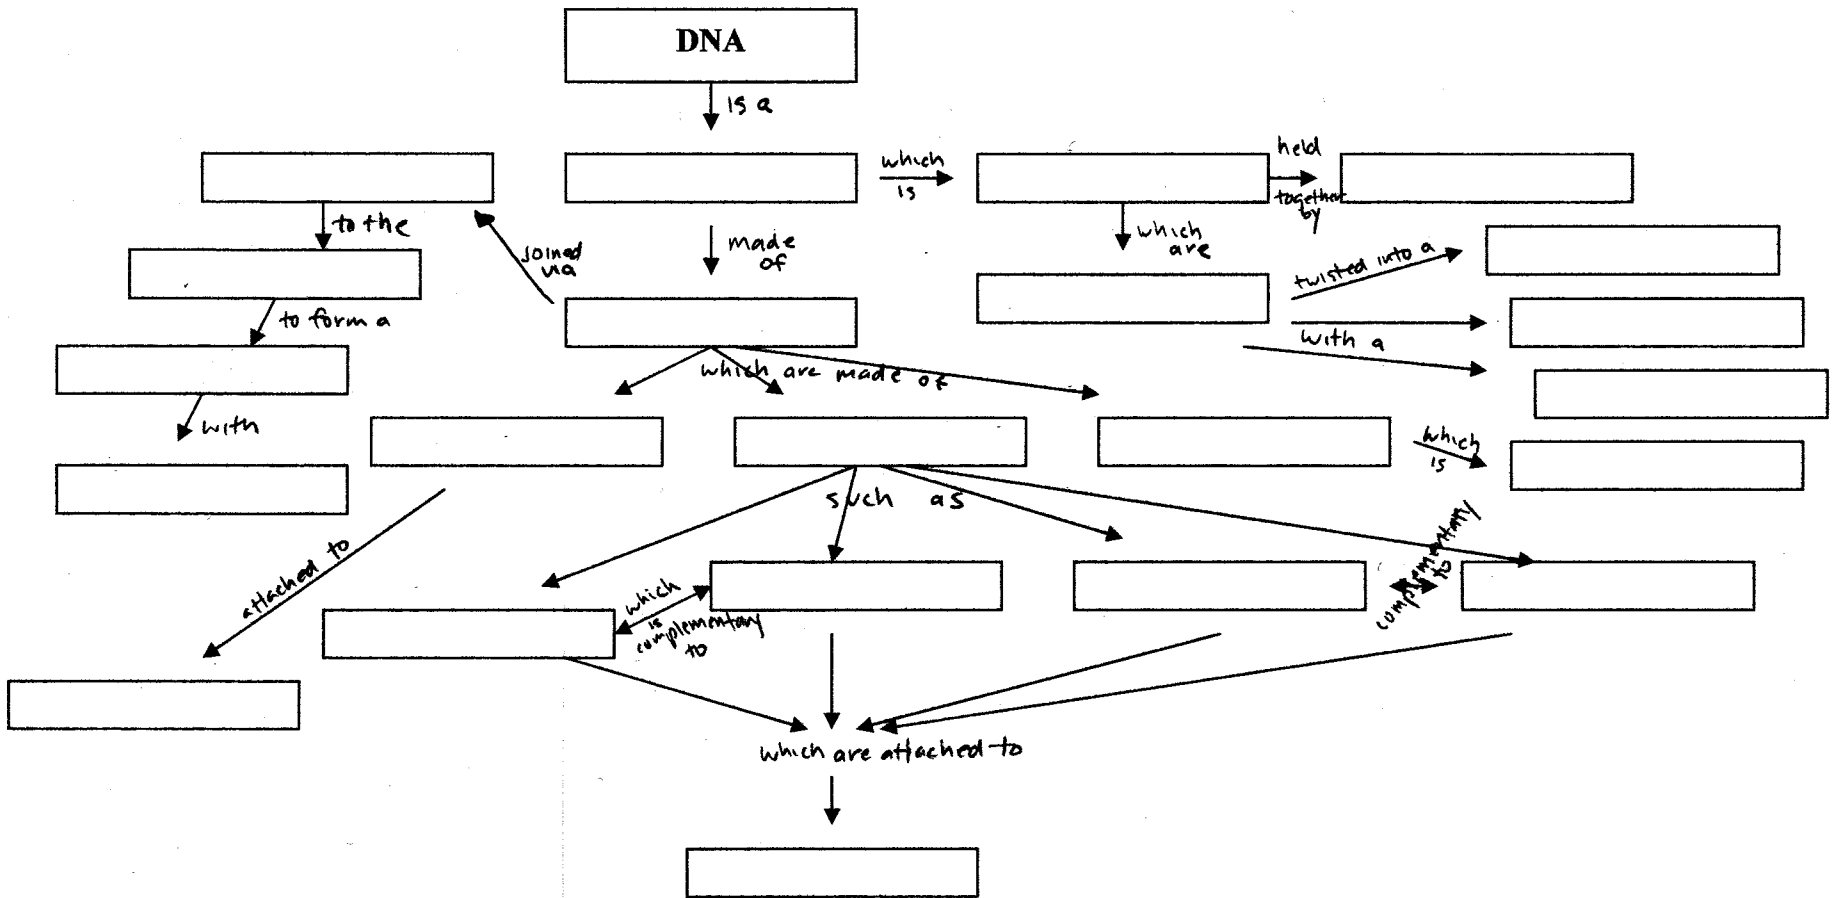 DNA
is a
which
is
held
together
by
to the
joined
via
made
of
which
are
twisted into a
to form a
with a
which are made of
with
which
is
such as
attached to
which
is
complementary
to
complementary
to
which are attached to